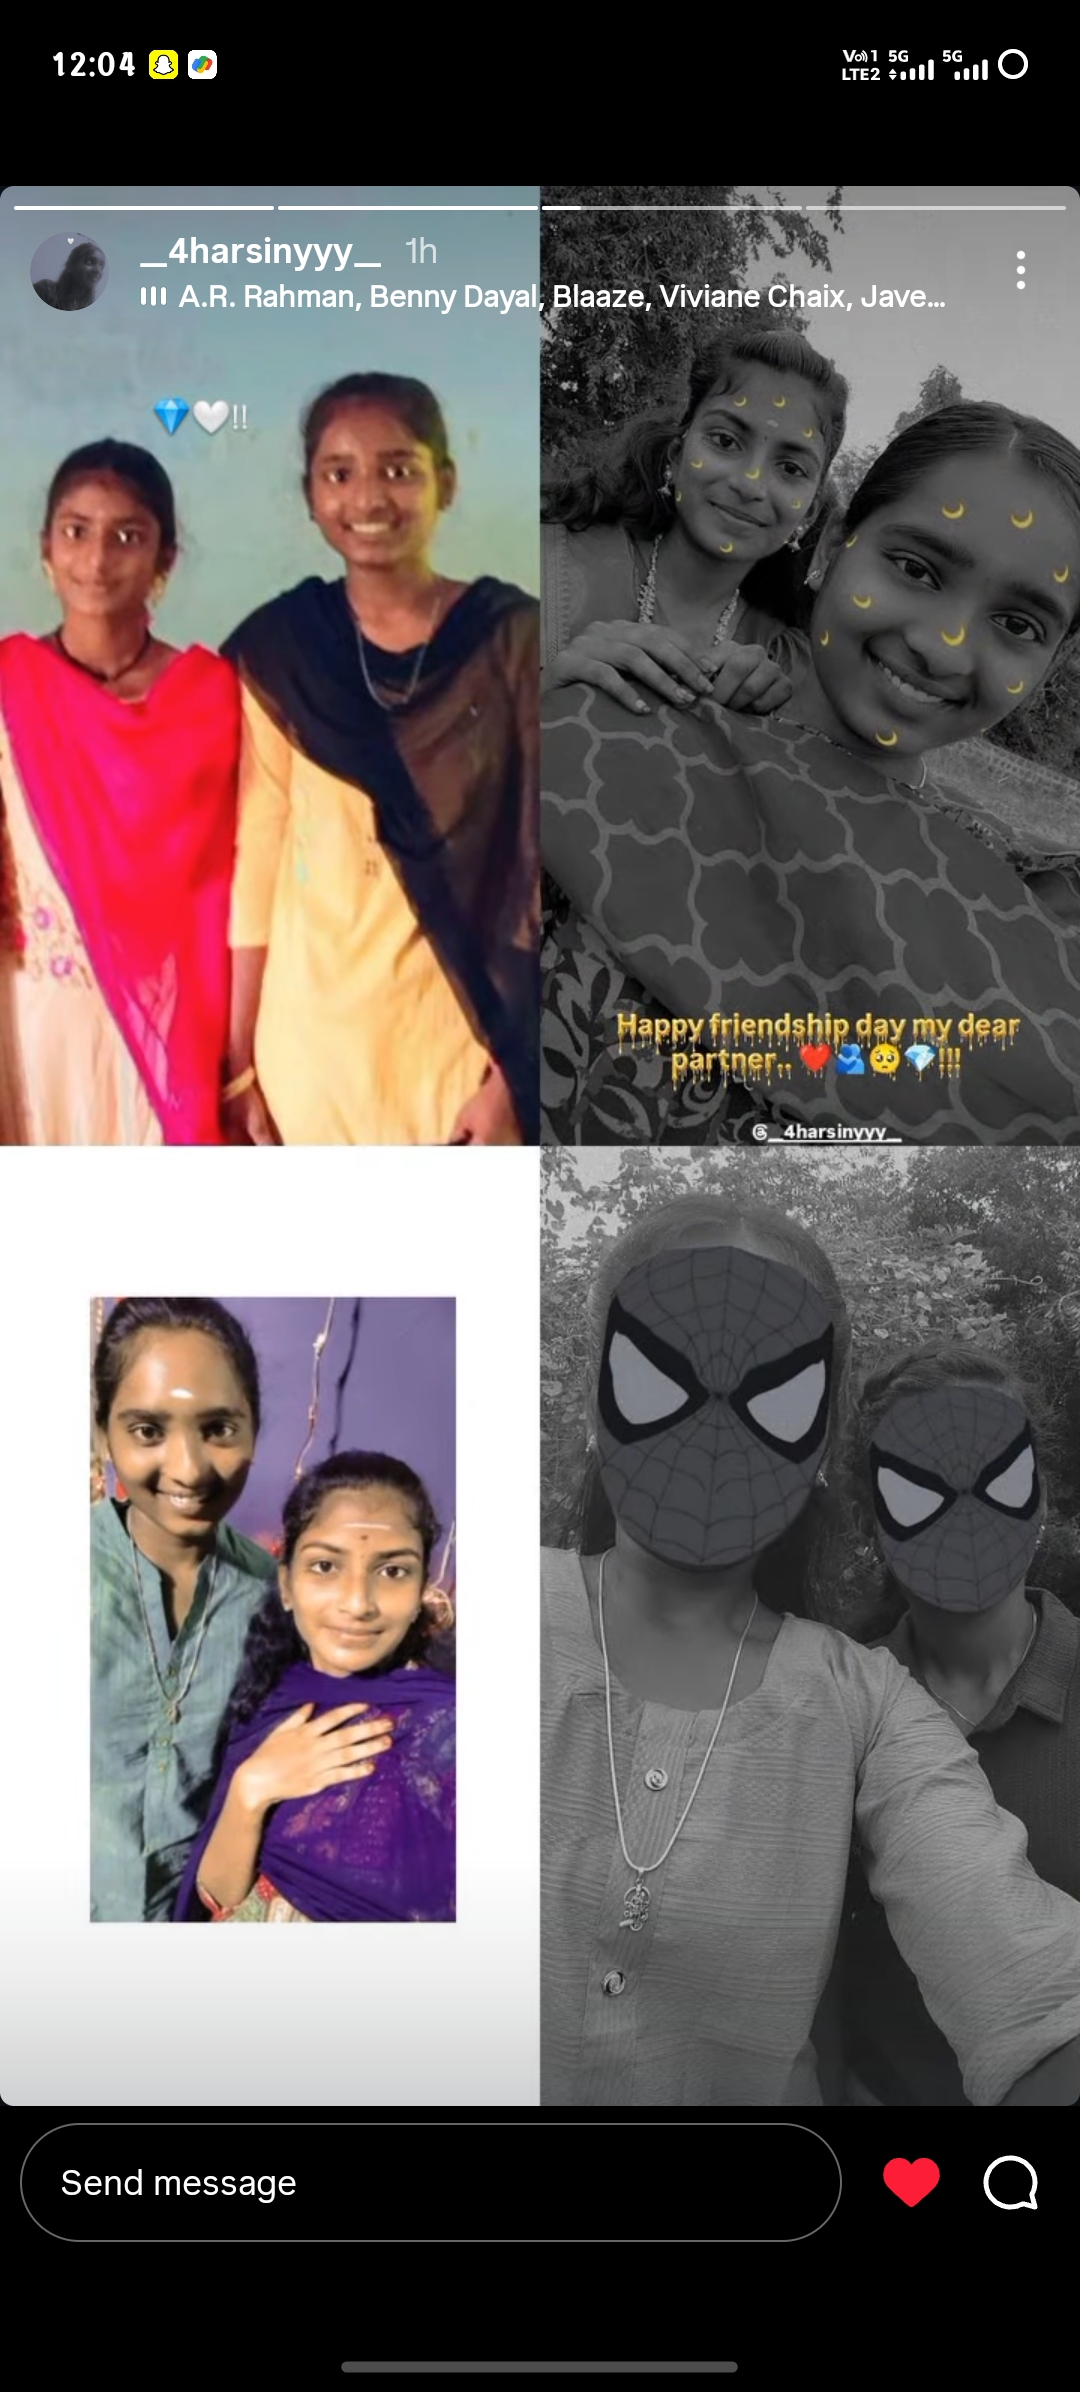 12:04
Vo) 1 5G 5G
LTE2
__4harsinyyy__ 1h
A.R. Rahman, Benny Dayal, Blaaze, Viviane Chaix, Jave...
💎🤍!!
Happy friendship day my dear
partner.. ❤️🫂🥺💎!!!
@__4harsinyyy__
Send message